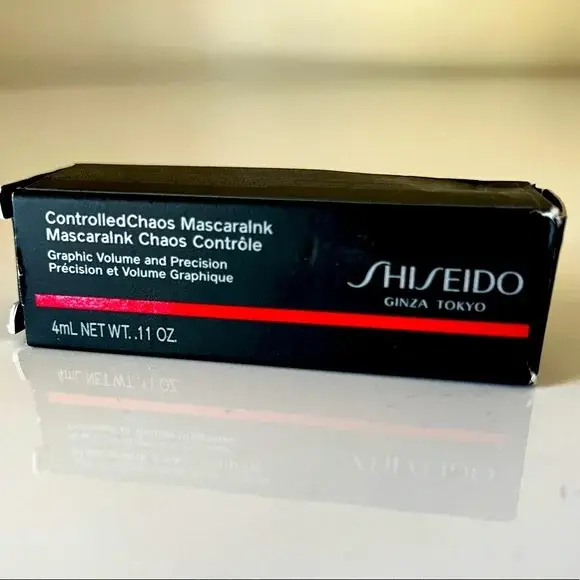 ControlledChaos MascaraInk
MascaraInk Chaos Contrôle
Graphic Volume and Precision
Précision et Volume Graphique
4mL NET WT. .11 OZ.
SHISEIDO
GINZA TOKYO